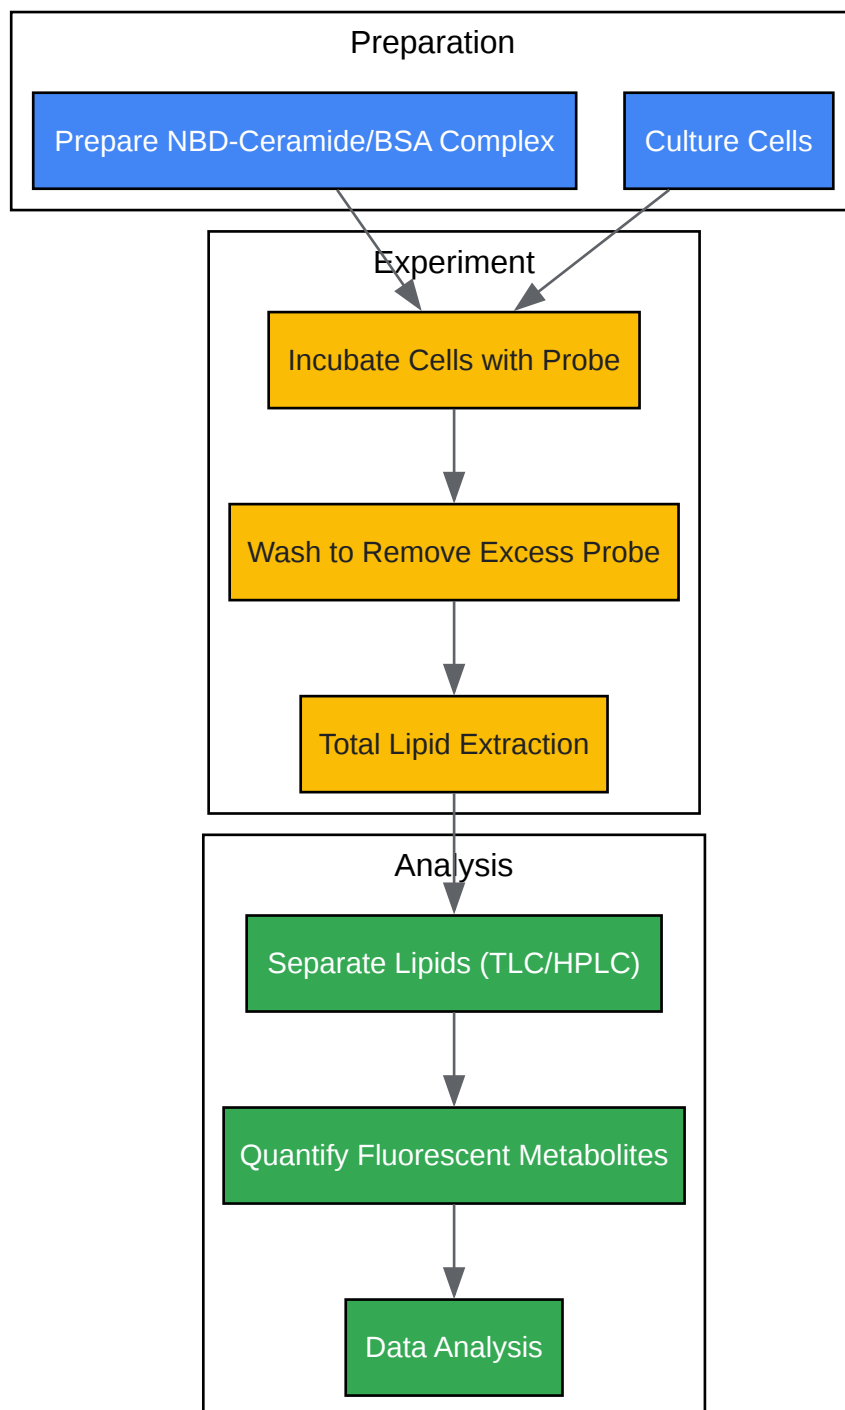 Preparation
Prepare NBD-Ceramide/BSA Complex
Culture Cells
Experiment
Incubate Cells with Probe
Wash to Remove Excess Probe
Total Lipid Extraction
Analysis
Separate Lipids (TLC/HPLC)
Quantify Fluorescent Metabolites
Data Analysis